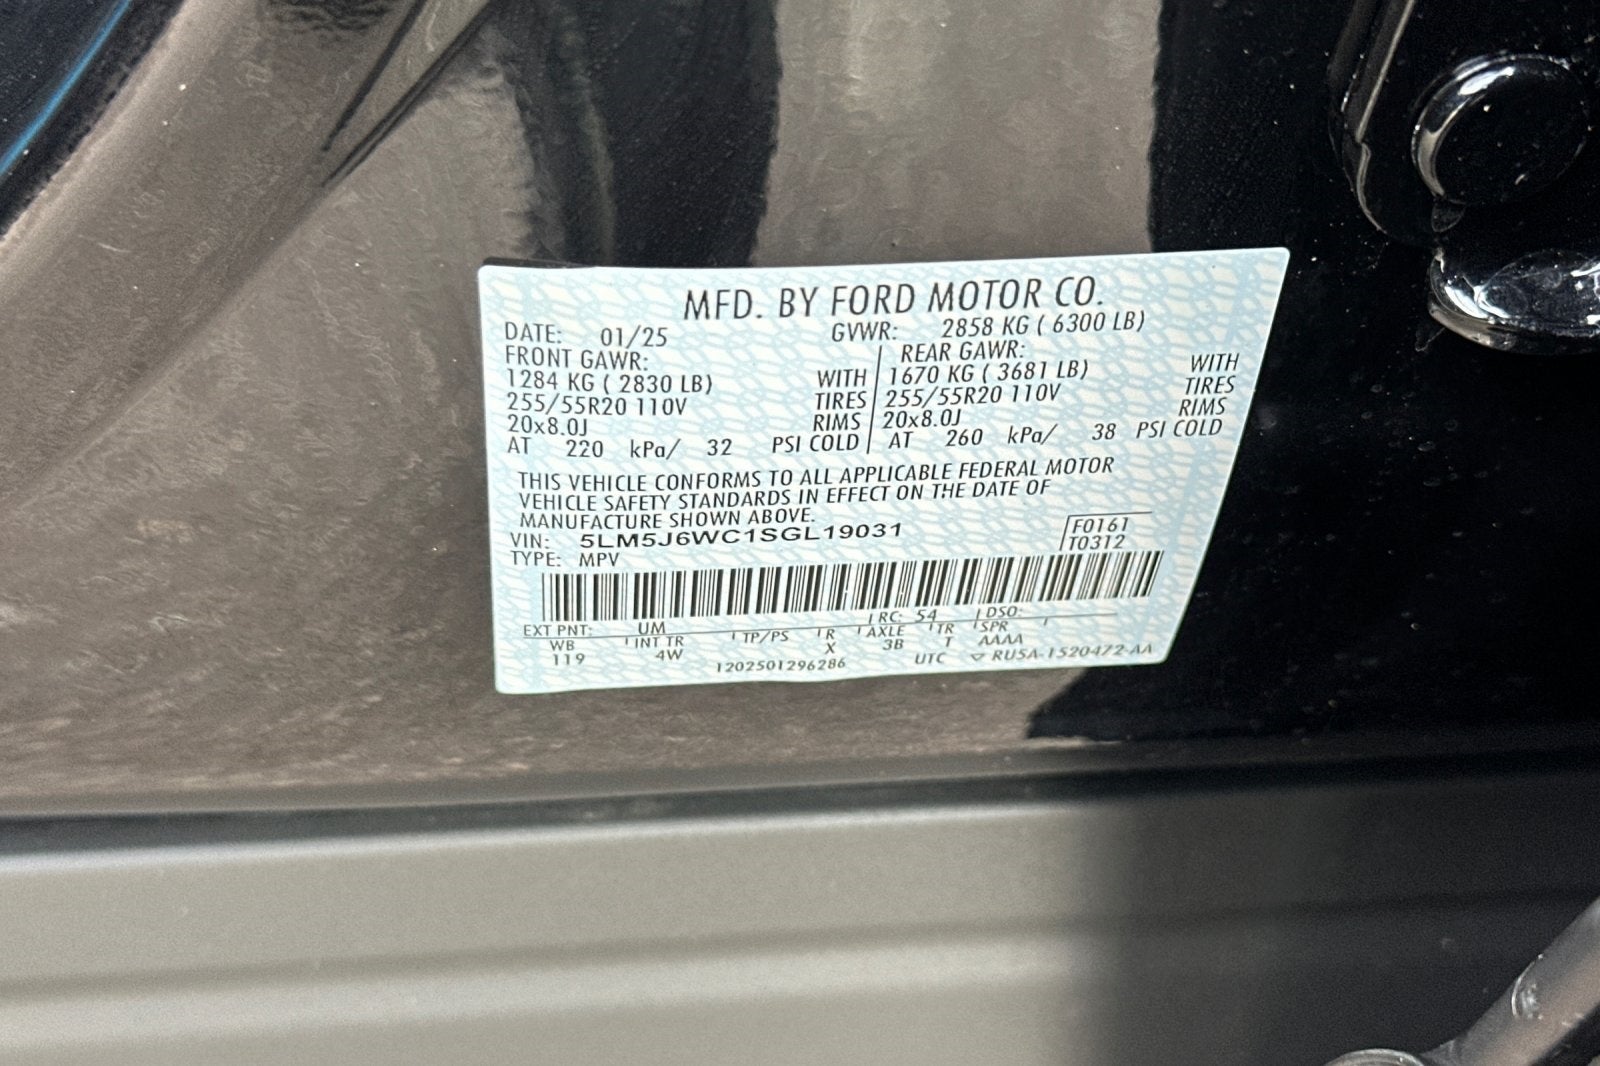 MFD. BY FORD MOTOR CO.
DATE: 01/25 GVWR: 2858 KG ( 6300 LB)
FRONT GAWR: REAR GAWR:
1284 KG ( 2830 LB) WITH 1670 KG ( 3681 LB) WITH
255/55R20 110V TIRES 255/55R20 110V TIRES
20x8.0J RIMS 20x8.0J RIMS
AT 220 kPa/ 32 PSI COLD AT 260 kPa/ 38 PSI COLD
THIS VEHICLE CONFORMS TO ALL APPLICABLE FEDERAL MOTOR
VEHICLE SAFETY STANDARDS IN EFFECT ON THE DATE OF
MANUFACTURE SHOWN ABOVE.
VIN: 5LM5J6WC1SGL19031 F0161
TYPE: MPV T0312
EXT PNT: UM RC: 54 DSO:
WB INT TR TP/PS R AXLE TR SPR
119 4W X 3B T AAAA
1202501296286 UTC ▽ RU5A-1520472-AA